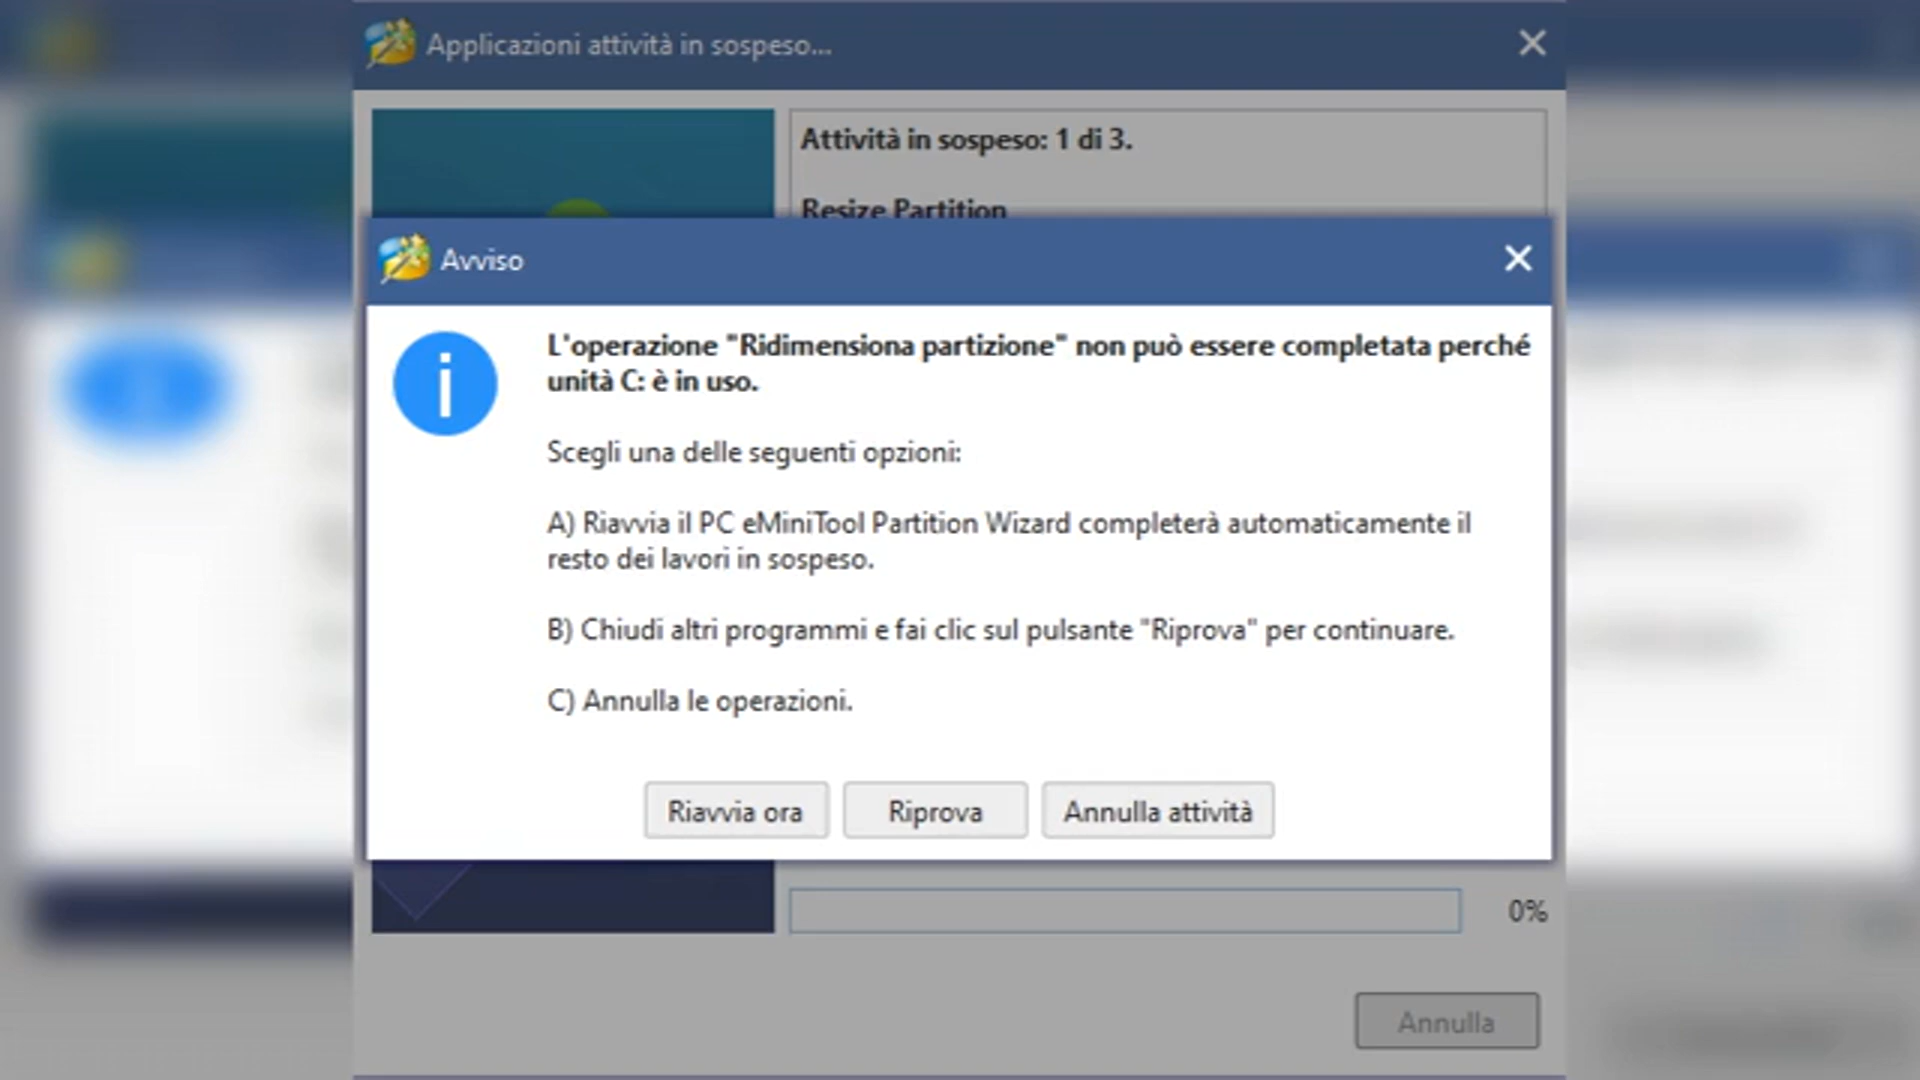 Applicazioni attività in sospeso...
Attività in sospeso: 1 di 3.
Resize Partition
Avviso
L'operazione "Ridimensiona partizione" non può essere completata perché
unità C: è in uso.
Scegli una delle seguenti opzioni:
A) Riavvia il PC eMiniTool Partition Wizard completerà automaticamente il
resto dei lavori in sospeso.
B) Chiudi altri programmi e fai clic sul pulsante "Riprova" per continuare.
C) Annulla le operazioni.
Riavvia ora
Riprova
Annulla attività
0%
Annulla